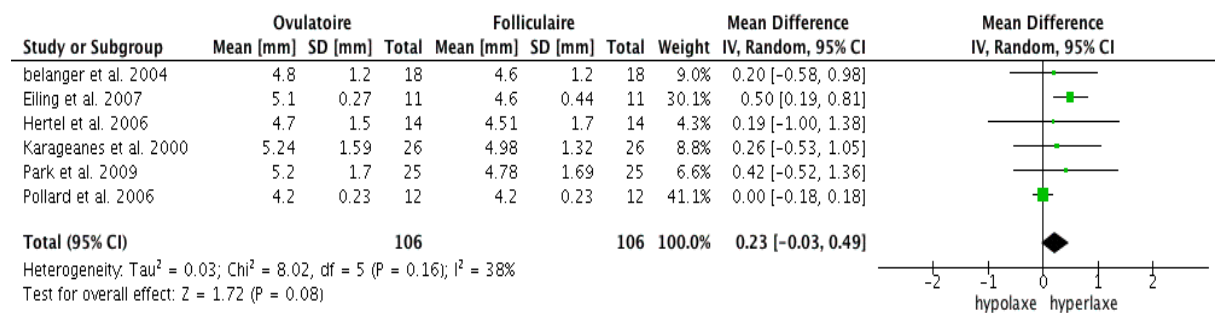 Ovulatoire Folliculaire Mean Difference Mean Difference
Study or Subgroup Mean [mm] SD [mm] Total Mean [mm] SD [mm] Total Weight IV, Random, 95% CI IV, Random, 95% CI
belanger et al. 2004 4.8 1.2 18 4.6 1.2 18 9.0% 0.20 [-0.58, 0.98]
Eiling et al. 2007 5.1 0.27 11 4.6 0.44 11 30.1% 0.50 [0.19, 0.81]
Hertel et al. 2006 4.7 1.5 14 4.51 1.7 14 4.3% 0.19 [-1.00, 1.38]
Karageanes et al. 2000 5.24 1.59 26 4.98 1.32 26 8.8% 0.26 [-0.53, 1.05]
Park et al. 2009 5.2 1.7 25 4.78 1.69 25 6.6% 0.42 [-0.52, 1.36]
Pollard et al. 2006 4.2 0.23 12 4.2 0.23 12 41.1% 0.00 [-0.18, 0.18]
Total (95% CI) 106 106 100.0% 0.23 [-0.03, 0.49]
Heterogeneity: Tau² = 0.03; Chi² = 8.02, df = 5 (P = 0.16); I² = 38%
Test for overall effect: Z = 1.72 (P = 0.08)
-2 -1 0 1 2
hypolaxe hyperlaxe